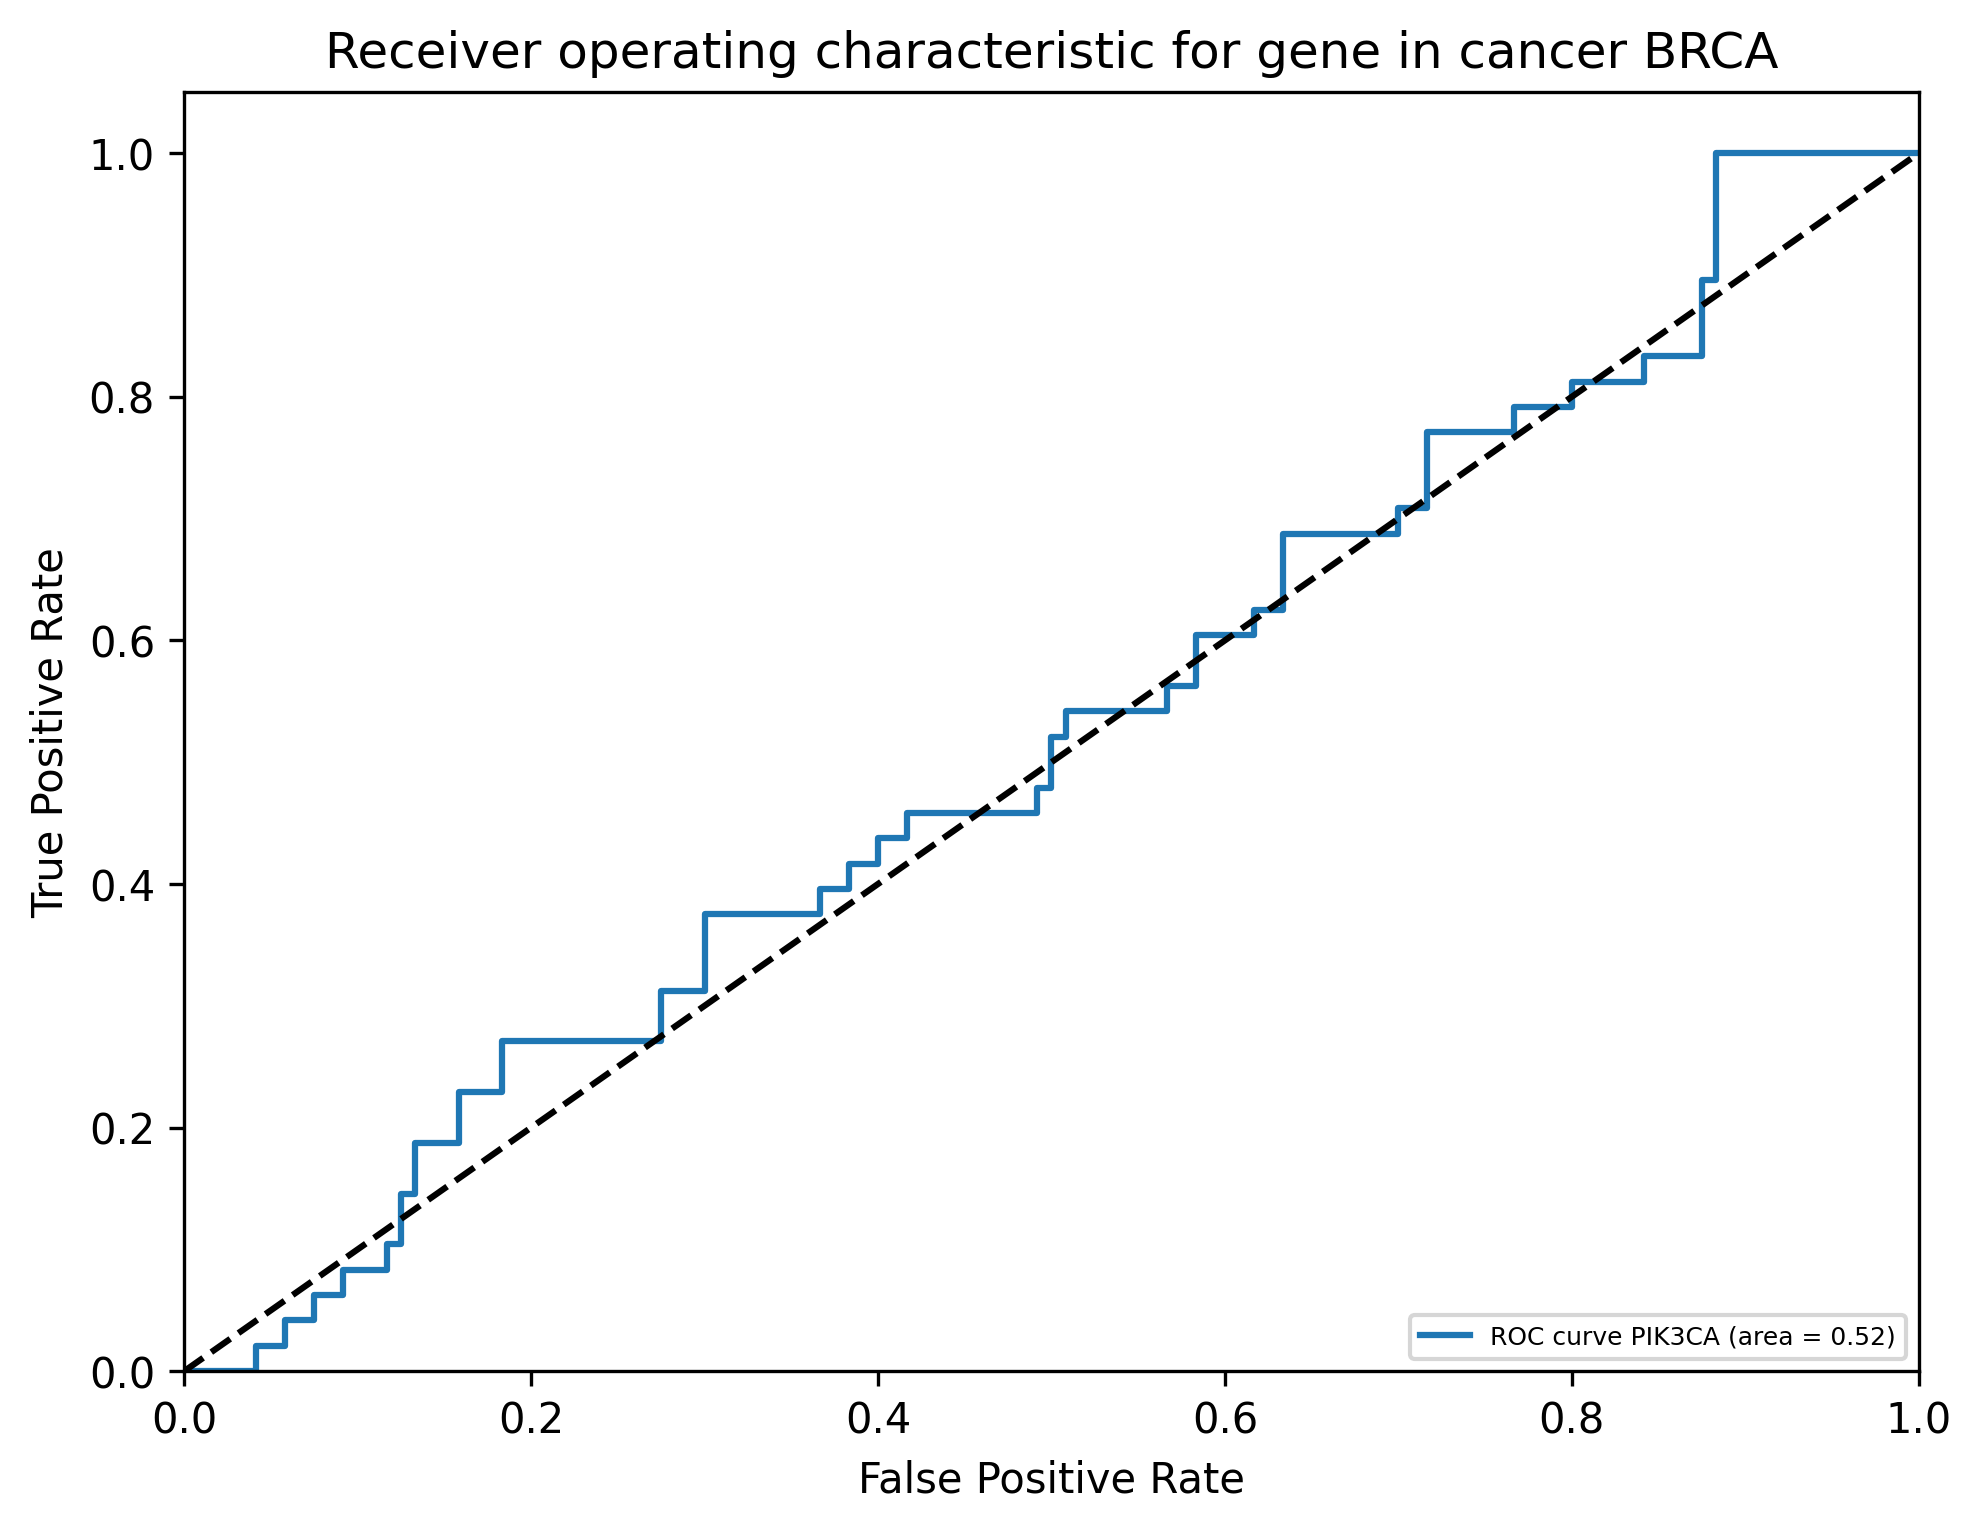 Receiver operating characteristic for gene in cancer BRCA
True Positive Rate
1.0
0.8
0.6
0.4
0.2
0.0
ROC curve PIK3CA (area = 0.52)
0.0 0.2 0.4 0.6 0.8 1.0
False Positive Rate